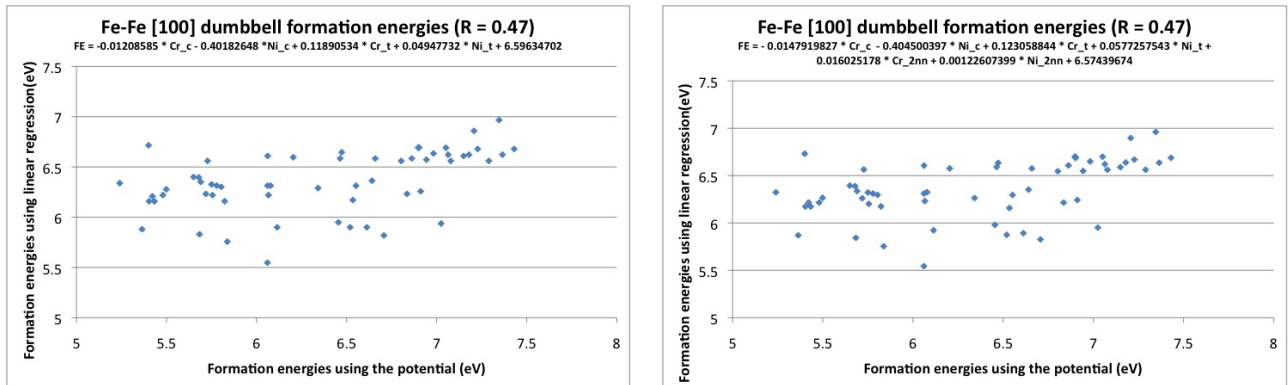 Fe-Fe [100] dumbbell formation energies (R = 0.47)
FE = -0.01208585 * Cr_c - 0.40182648 *Ni_c + 0.11890534 * Cr_t + 0.04947732 * Ni_t + 6.59634702
Formation energies using linear regression(eV)
7.5
7
6.5
6
5.5
5
5 5.5 6 6.5 7 7.5 8
Formation energies using the potential (eV)
Fe-Fe [100] dumbbell formation energies (R = 0.47)
FE = - 0.0147919827 * Cr_c - 0.404500397 * Ni_c + 0.123058844 * Cr_t + 0.0577257543 * Ni_t +
0.016025178 * Cr_2nn + 0.00122607399 * Ni_2nn + 6.57439674
Formation energies using linear regression(eV)
7.5
7
6.5
6
5.5
5
5 5.5 6 6.5 7 7.5 8
Formation energies using the potential (eV)